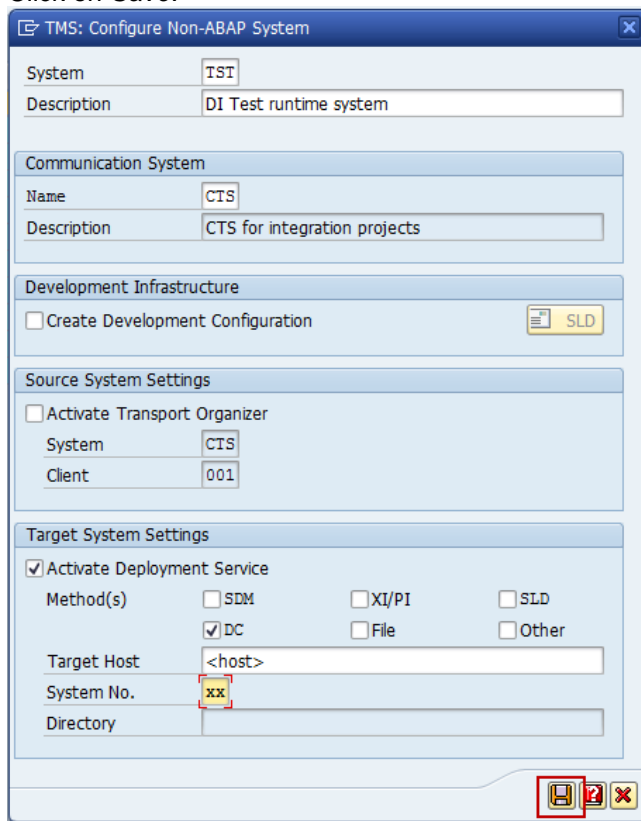 Click on Save.
TMS: Configure Non-ABAP System
System TST
Description DI Test runtime system
Communication System
Name CTS
Description CTS for integration projects
Development Infrastructure
Create Development Configuration SLD
Source System Settings
Activate Transport Organizer
System CTS
Client 001
Target System Settings
Activate Deployment Service
Method(s) SDM XI/PI SLD
DC File Other
Target Host <host>
System No. xx
Directory